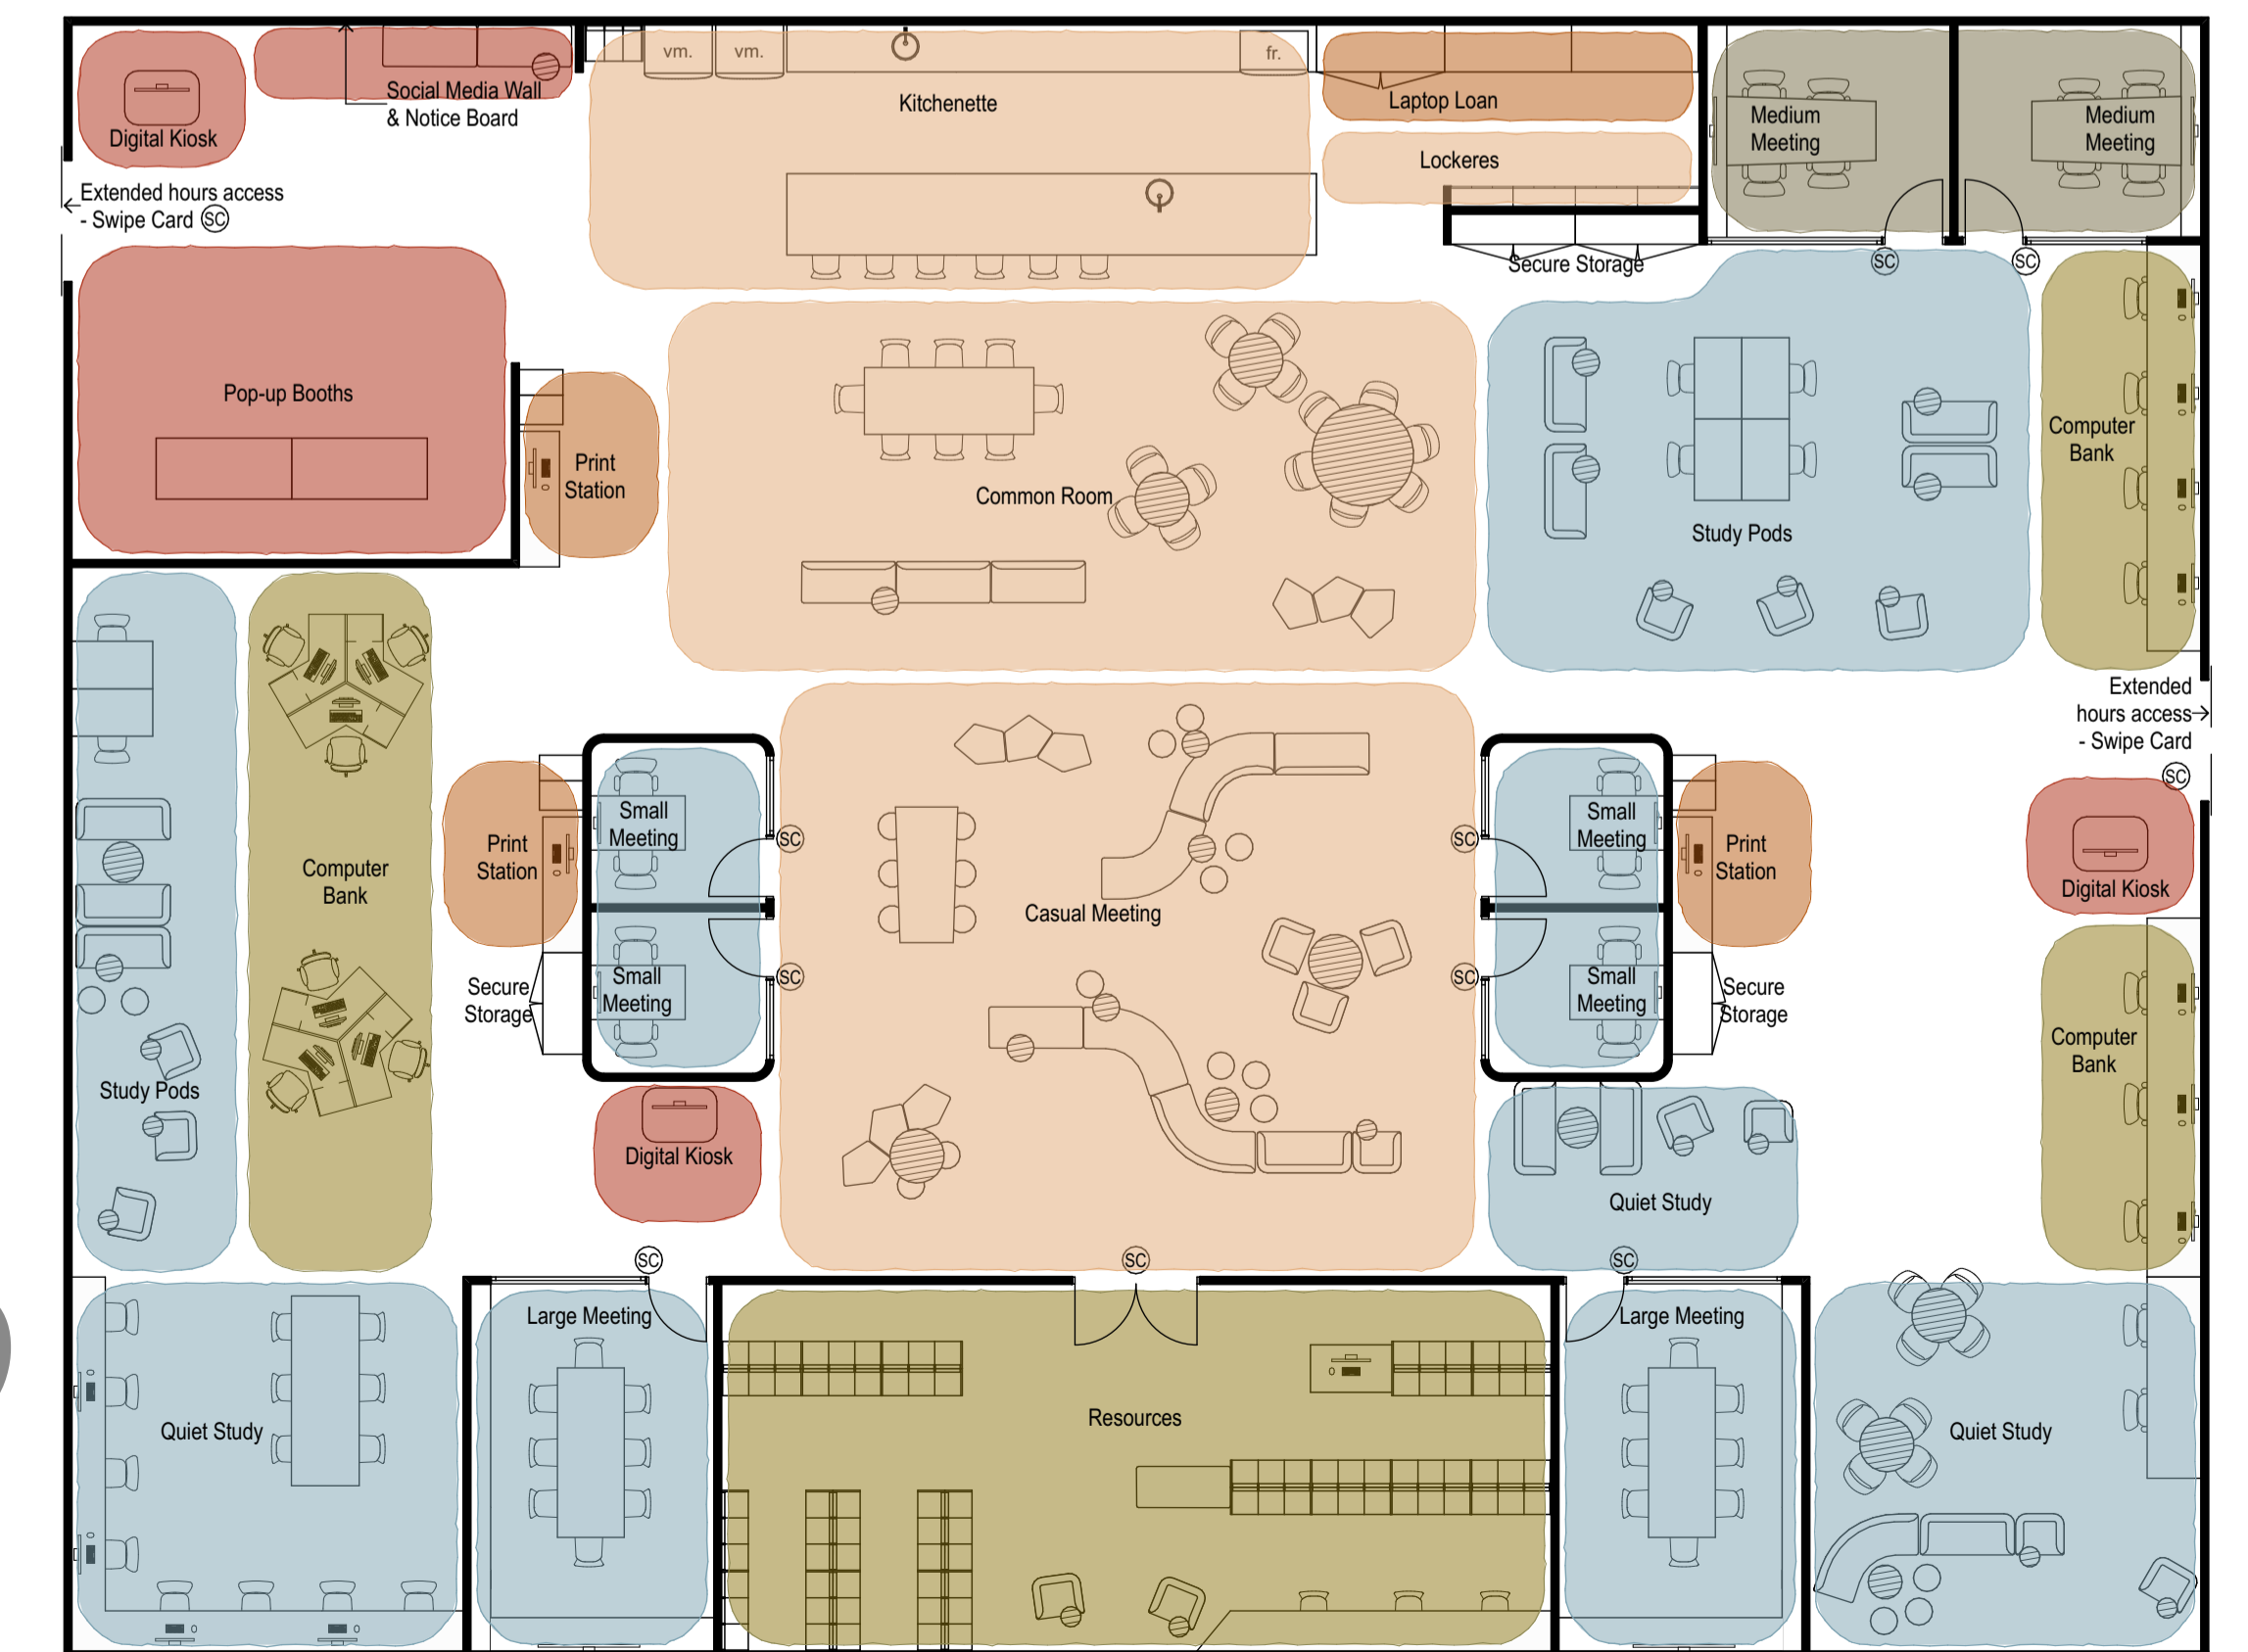 vm.
vm.
fr.
Social Media Wall
& Notice Board
Digital Kiosk
Kitchenette
Laptop Loan
Lockeres
Medium
Meeting
Medium
Meeting
Extended hours access
- Swipe Card SC
Secure Storage
SC
SC
Pop-up Booths
Print
Station
Common Room
Study Pods
Computer
Bank
Extended
hours access
- Swipe Card
SC
Small
Meeting
SC
SC
Small
Meeting
Print
Station
Print
Station
Computer
Bank
Digital Kiosk
Casual Meeting
Small
Meeting
SC
SC
Small
Meeting
Secure
Storage
Secure
Storage
Computer
Bank
Study Pods
Digital Kiosk
Quiet Study
SC
SC
SC
Large Meeting
Large Meeting
Quiet Study
Resources
Quiet Study